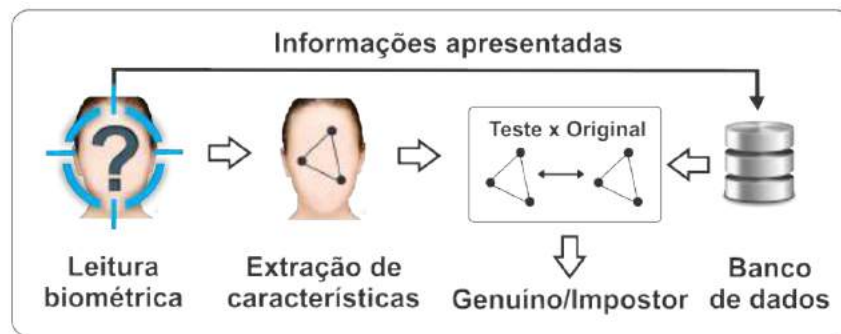 Informações apresentadas
?
Teste x Original
Leitura
biométrica
Extração de
características
Genuíno/Impostor
Banco
de dados